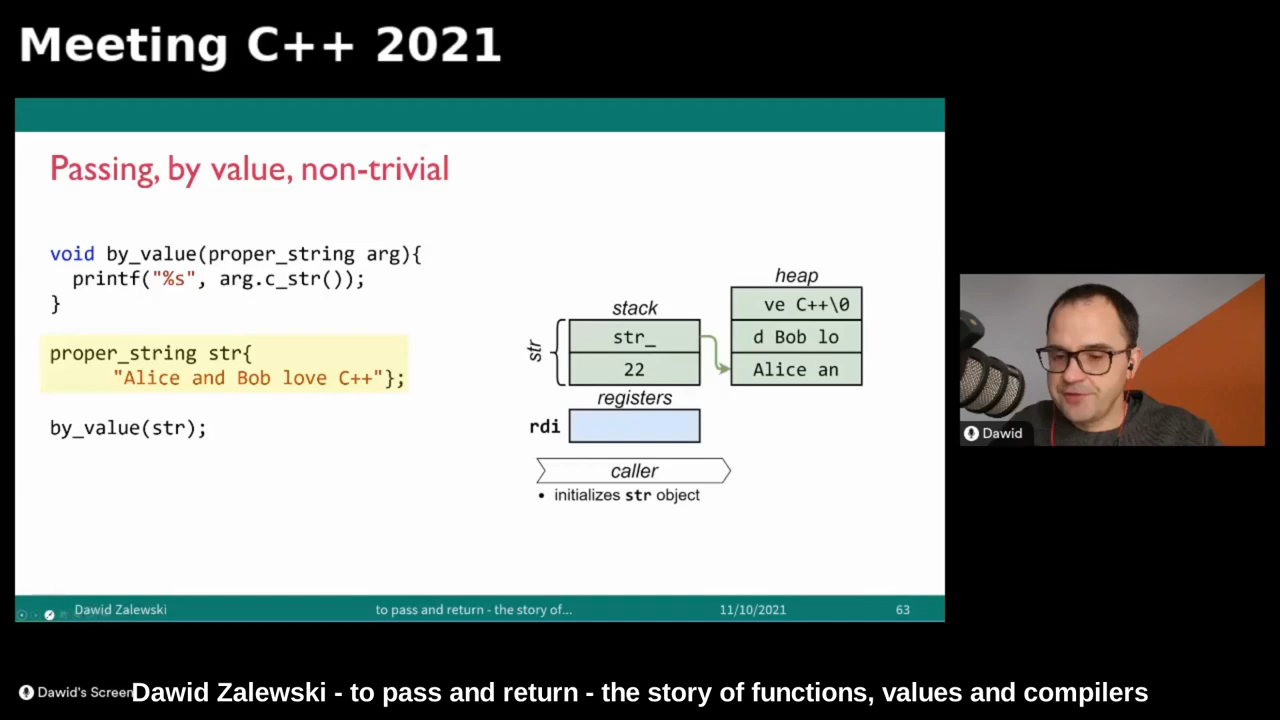 Meeting C++ 2021
Passing, by value, non-trivial
void by_value(proper_string arg){
printf("%s", arg.c_str());
}
proper_string str{
"Alice and Bob love C++"};
by_value(str);
stack
heap
str
str_
22
ve C++\0
d Bob lo
Alice an
registers
rdi
caller
• initializes str object
Dawid Zalewski
to pass and return - the story of...
11/10/2021
63
Dawid
Dawid's Screen
Dawid Zalewski - to pass and return - the story of functions, values and compilers